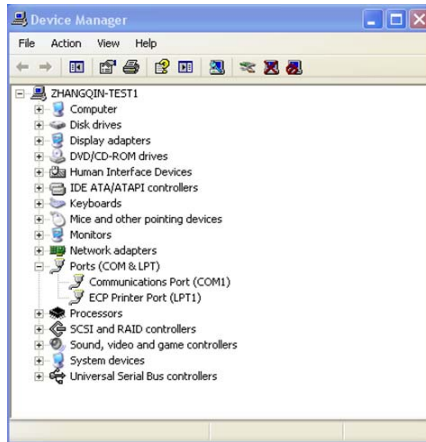 Device Manager
File Action View Help
ZHANGQIN-TEST1
Computer
Disk drives
Display adapters
DVD/CD-ROM drives
Human Interface Devices
IDE ATA/ATAPI controllers
Keyboards
Mice and other pointing devices
Monitors
Network adapters
Ports (COM & LPT)
Communications Port (COM1)
ECP Printer Port (LPT1)
Processors
SCSI and RAID controllers
Sound, video and game controllers
System devices
Universal Serial Bus controllers